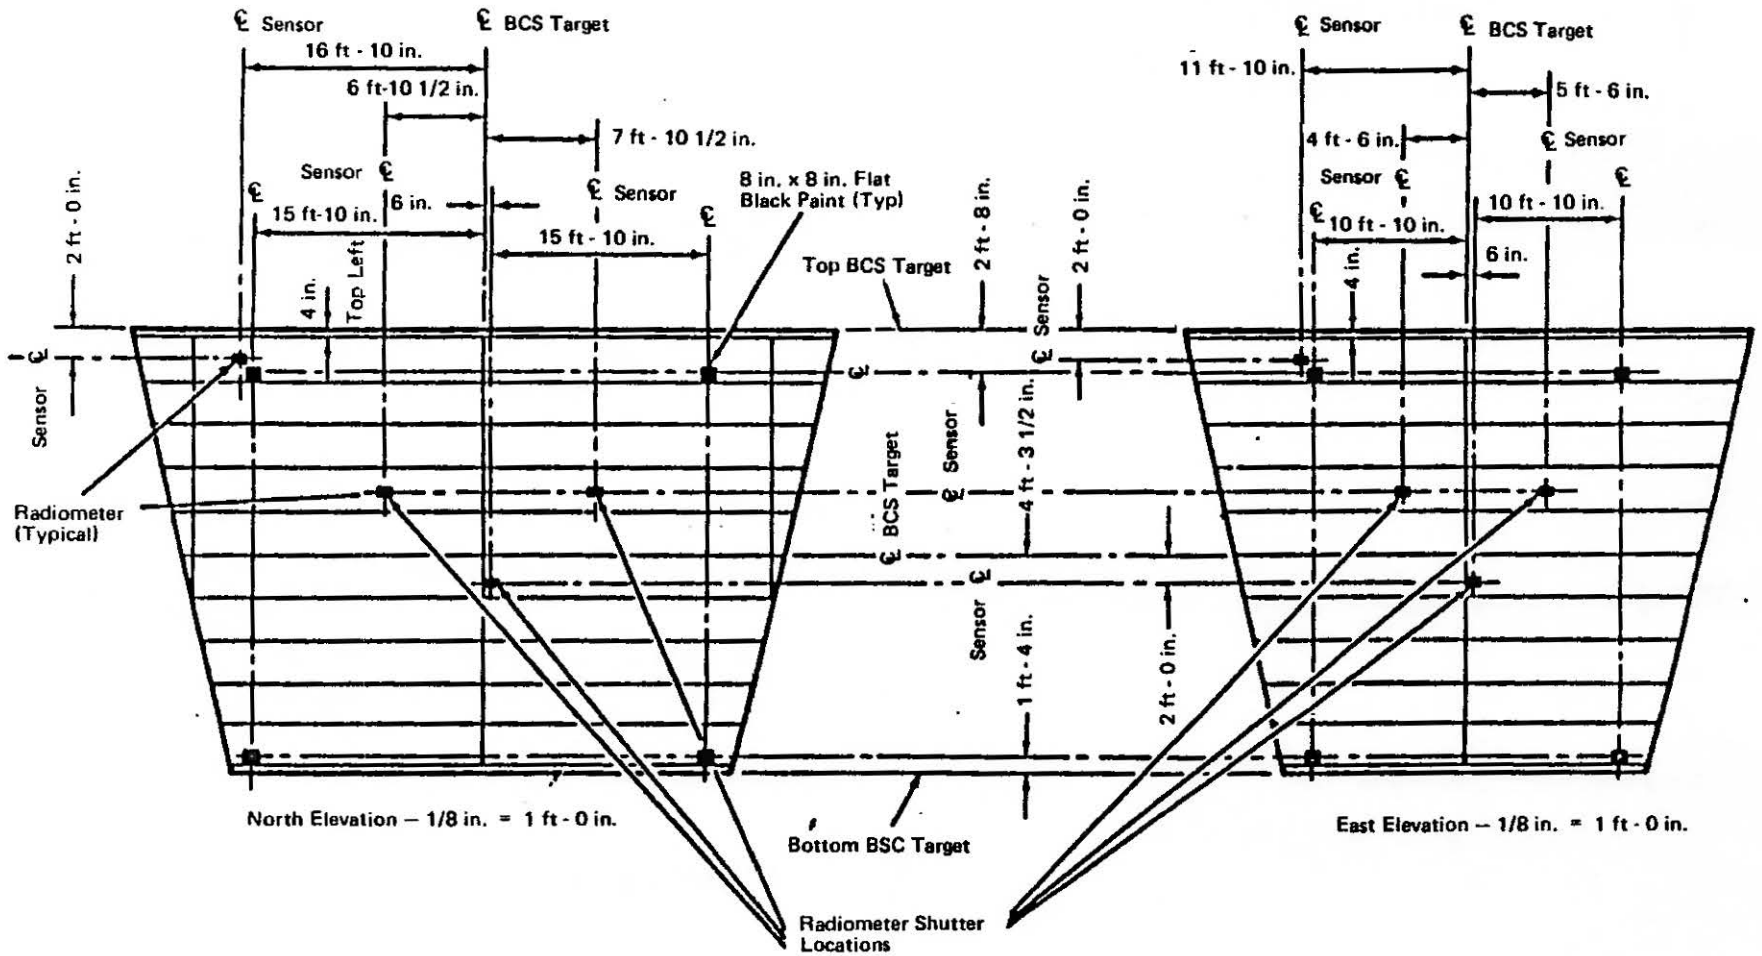 ℄ Sensor
℄ BCS Target
16 ft - 10 in.
6 ft-10 1/2 in.
7 ft - 10 1/2 in.
Sensor ℄
℄
℄ Sensor
6 in.
15 ft-10 in.
℄
15 ft - 10 in.
8 in. x 8 in. Flat
Black Paint (Typ)
2 ft - 0 in.
4 in.
Top Left
℄
Sensor
Radiometer
(Typical)
Top BCS Target
2 ft - 8 in.
2 ft - 0 in.
℄ Sensor
℄
℄ Sensor
4 ft - 3 1/2 in.
℄ BCS Target
℄
Sensor
1 ft - 4 in.
2 ft - 0 in.
℄ Sensor
℄ BCS Target
11 ft - 10 in.
5 ft - 6 in.
4 ft - 6 in.
℄ Sensor
Sensor ℄
℄
℄
10 ft - 10 in.
10 ft - 10 in.
6 in.
4 in.
North Elevation — 1/8 in. = 1 ft - 0 in.
Bottom BSC Target
East Elevation — 1/8 in. = 1 ft - 0 in.
Radiometer Shutter
Locations